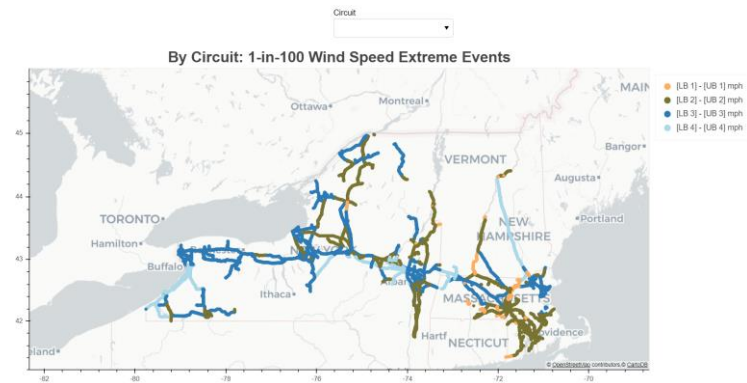 Circuit
By Circuit: 1-in-100 Wind Speed Extreme Events
[LB 1] - [UB 1] mph
[LB 2] - [UB 2] mph
[LB 3] - [UB 3] mph
[LB 4] - [UB 4] mph
MAIN
Ottawa
Montreal
45
Bangor
VERMONT
Augusta
44
TORONTO
NEW
HAMPSHIRE
Portland
Hamilton
43
Buffalo
Ithaca
MASSACHUSETTS
42
Hartf
NECTICUT
eland
© OpenStreetMap contributors, © CartoDB
-82
-80
-78
-76
-74
-72
-70